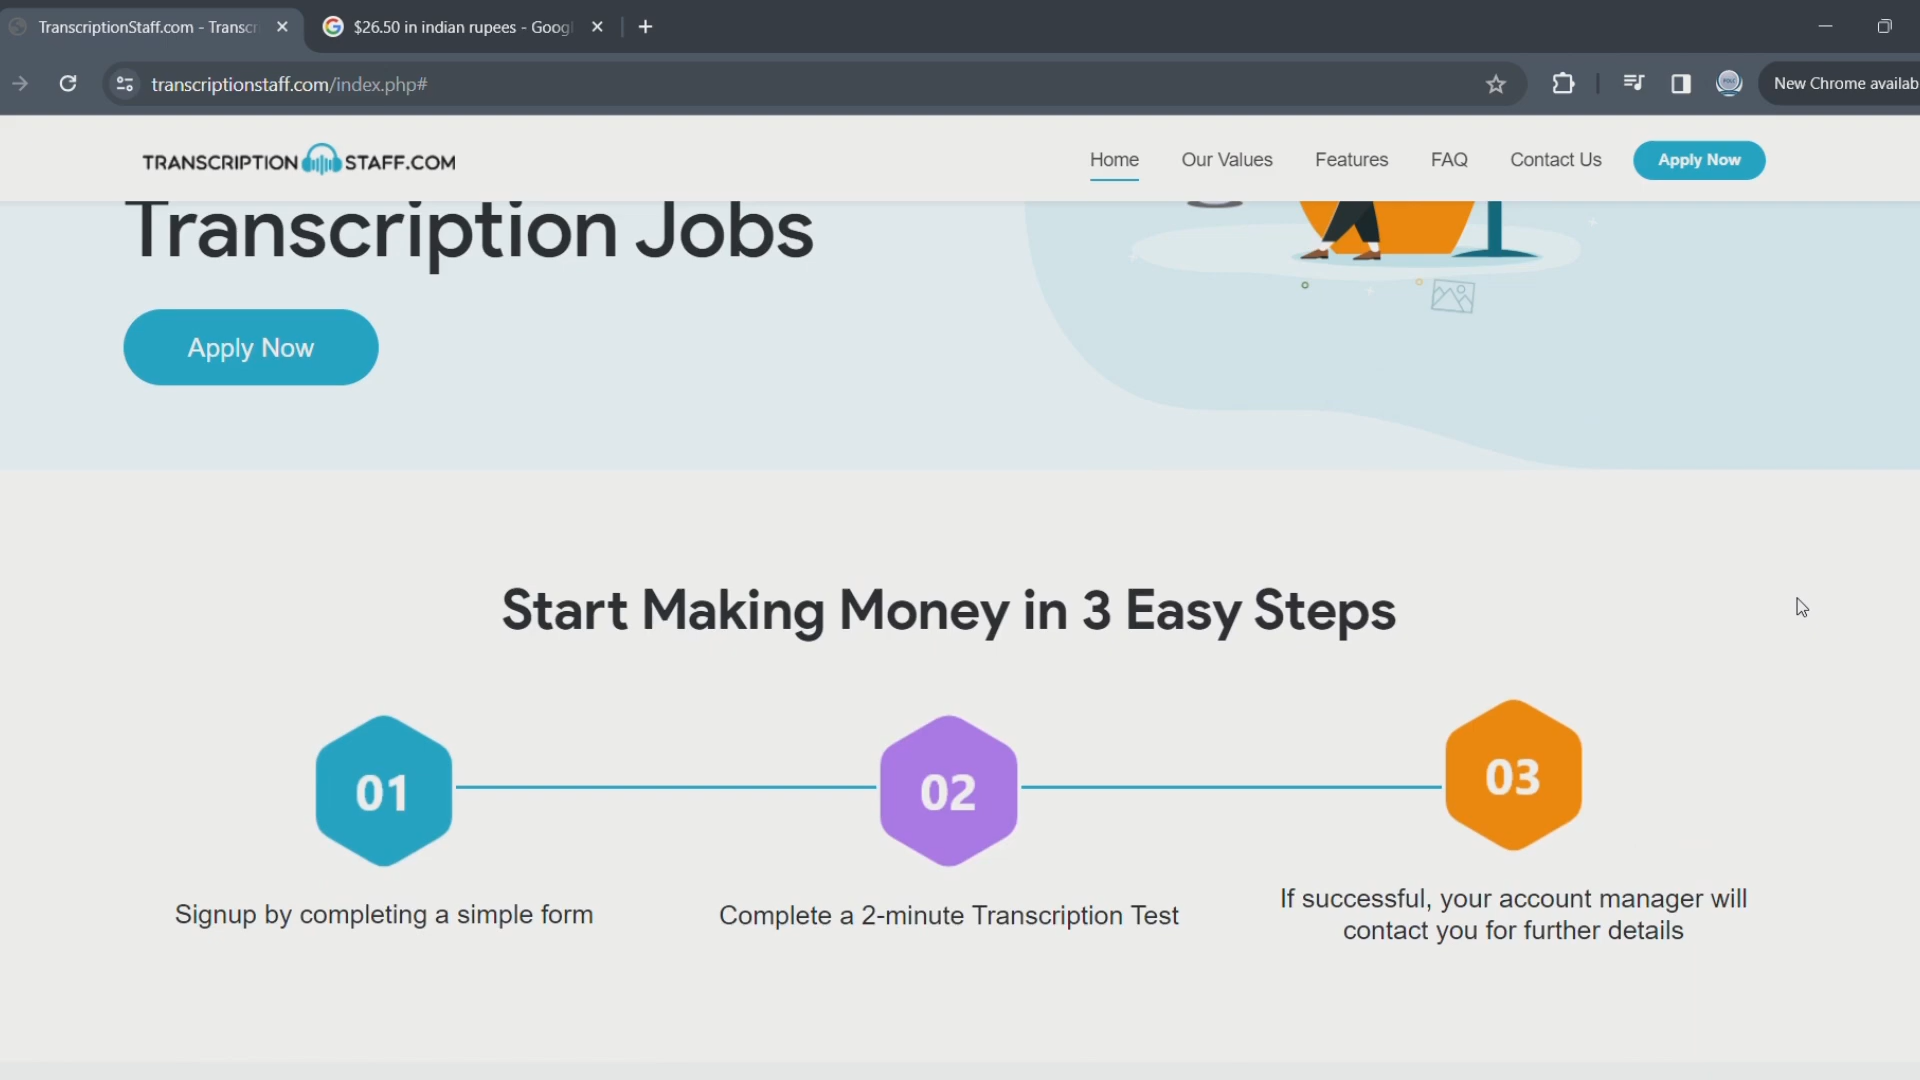 TranscriptionStaff.com - Transcr
$26.50 in indian rupees - Googl
transcriptionstaff.com/index.php#
New Chrome availab
TRANSCRIPTION STAFF.COM
Home
Our Values
Features
FAQ
Contact Us
Apply Now
Transcription Jobs
Apply Now
Start Making Money in 3 Easy Steps
01
02
03
Signup by completing a simple form
Complete a 2-minute Transcription Test
If successful, your account manager will
contact you for further details